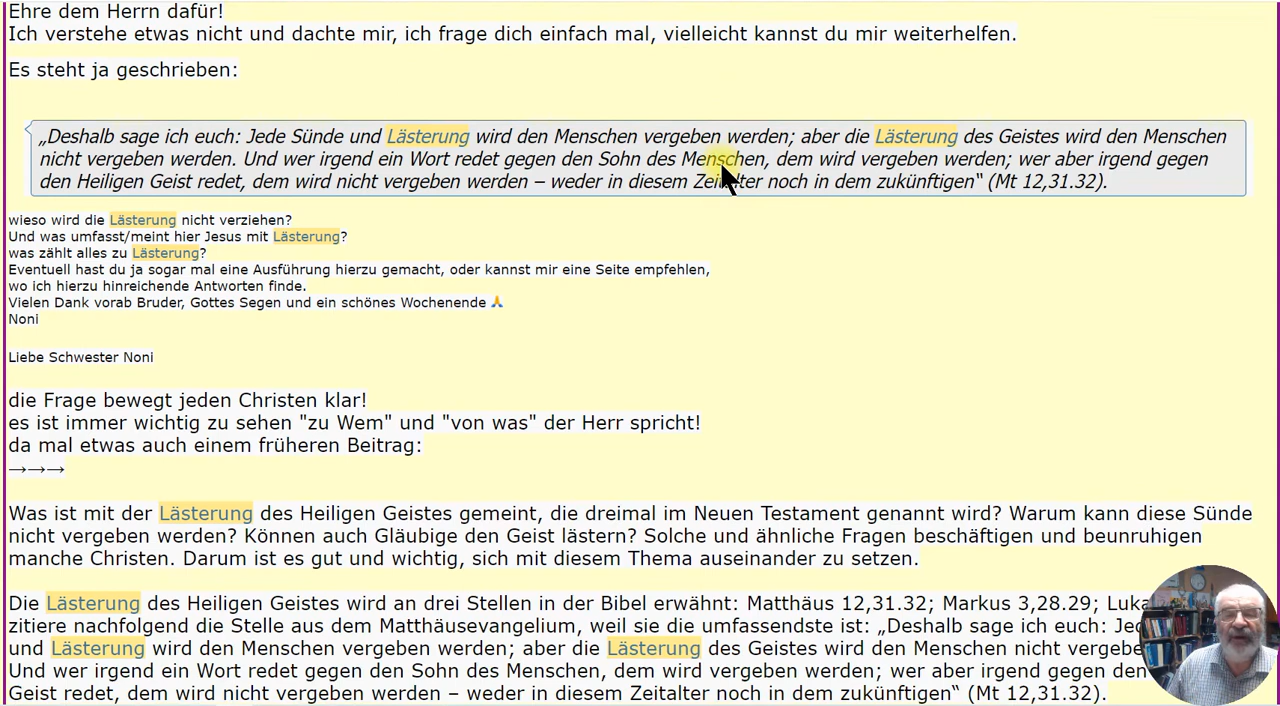 Ehre dem Herrn dafür!
Ich verstehe etwas nicht und dachte mir, ich frage dich einfach mal, vielleicht kannst du mir weiterhelfen.
Es steht ja geschrieben:
„Deshalb sage ich euch: Jede Sünde und Lästerung wird den Menschen vergeben werden; aber die Lästerung des Geistes wird den Menschen
nicht vergeben werden. Und wer irgend ein Wort redet gegen den Sohn des Menschen, dem wird vergeben werden; wer aber irgend gegen
den Heiligen Geist redet, dem wird nicht vergeben werden – weder in diesem Zeitalter noch in dem zukünftigen“ (Mt 12,31.32).
wieso wird die Lästerung nicht verziehen?
Und was umfasst/meint hier Jesus mit Lästerung?
was zählt alles zu Lästerung?
Eventuell hast du ja sogar mal eine Ausführung hierzu gemacht, oder kannst mir eine Seite empfehlen,
wo ich hierzu hinreichende Antworten finde.
Vielen Dank vorab Bruder, Gottes Segen und ein schönes Wochenende 🙏
Noni
Liebe Schwester Noni
die Frage bewegt jeden Christen klar!
es ist immer wichtig zu sehen "zu Wem" und "von was" der Herr spricht!
da mal etwas auch einem früheren Beitrag:
→→→
Was ist mit der Lästerung des Heiligen Geistes gemeint, die dreimal im Neuen Testament genannt wird? Warum kann diese Sünde
nicht vergeben werden? Können auch Gläubige den Geist lästern? Solche und ähnliche Fragen beschäftigen und beunruhigen
manche Christen. Darum ist es gut und wichtig, sich mit diesem Thema auseinander zu setzen.
Die Lästerung des Heiligen Geistes wird an drei Stellen in der Bibel erwähnt: Matthäus 12,31.32; Markus 3,28.29;
zitiere nachfolgend die Stelle aus dem Matthäusevangelium, weil sie die umfassendste ist: „Deshalb sage ich euch:
und Lästerung wird den Menschen vergeben werden; aber die Lästerung des Geistes wird den Menschen nicht
Und wer irgend ein Wort redet gegen den Sohn des Menschen, dem wird vergeben werden; wer aber irgend gegen den
Geist redet, dem wird nicht vergeben werden – weder in diesem Zeitalter noch in dem zukünftigen“ (Mt 12,31.32).